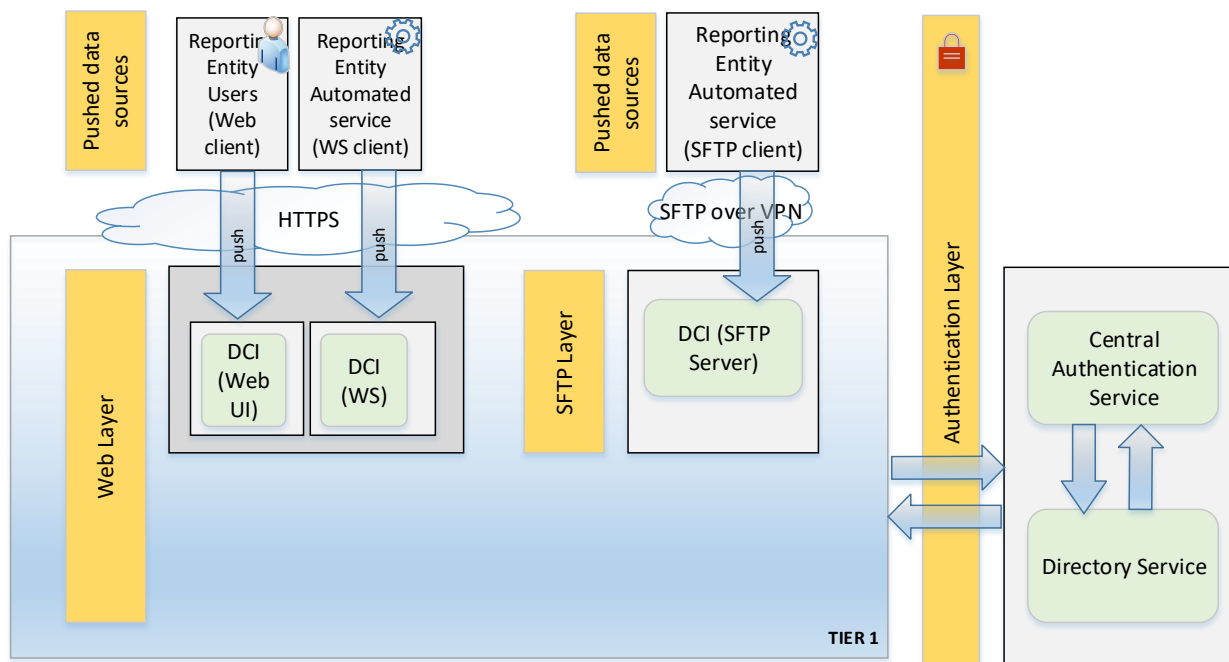 Pushed data
sources
Reporting
Entity
Users
(Web
client)
Reporting
Entity
Automated
service
(WS client)
Pushed data
sources
Reporting
Entity
Automated
service
(SFTP client)
HTTPS
SFTP over VPN
push
push
push
Web Layer
DCI
(Web
UI)
DCI
(WS)
SFTP Layer
DCI (SFTP
Server)
Authentication Layer
Central
Authentication
Service
Directory Service
TIER 1